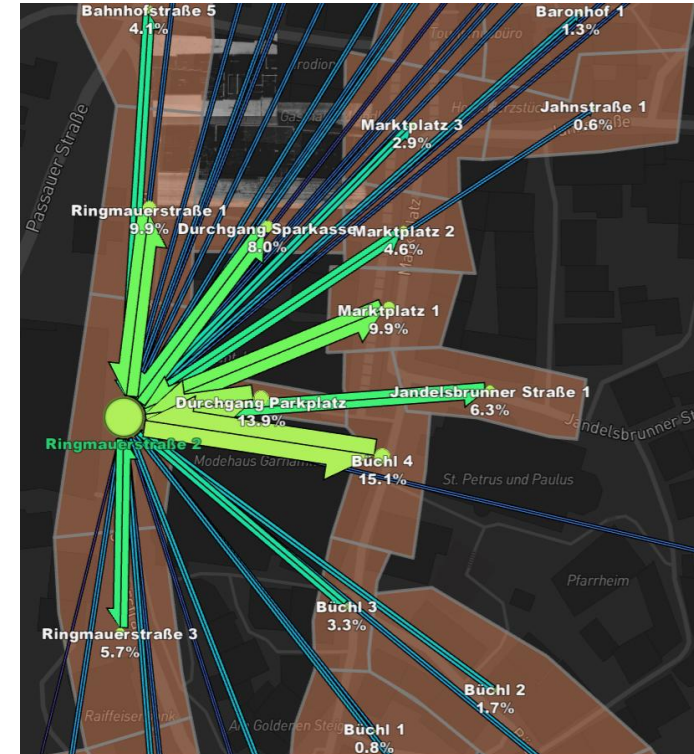 Bahnhofstraße 5
4.1%
Baronhof 1
1.3%
Jahnstraße 1
0.6%
Marktplatz 3
2.9%
Passauer Straße
Ringmauerstraße 1
9.9%
Durchgang Sparkasse
8.0%
Marktplatz 2
4.6%
Marktplatz 1
9.9%
Jandelsbrunner Straße 1
6.3%
Durchgang Parkplatz
13.9%
Jandelsbrunner St
Ringmauerstraße 2
Büchl 4
15.1%
St. Petrus und Paulus
Pfarrheim
Büchl 3
3.3%
Ringmauerstraße 3
5.7%
Büchl 2
1.7%
Büchl 1
0.8%